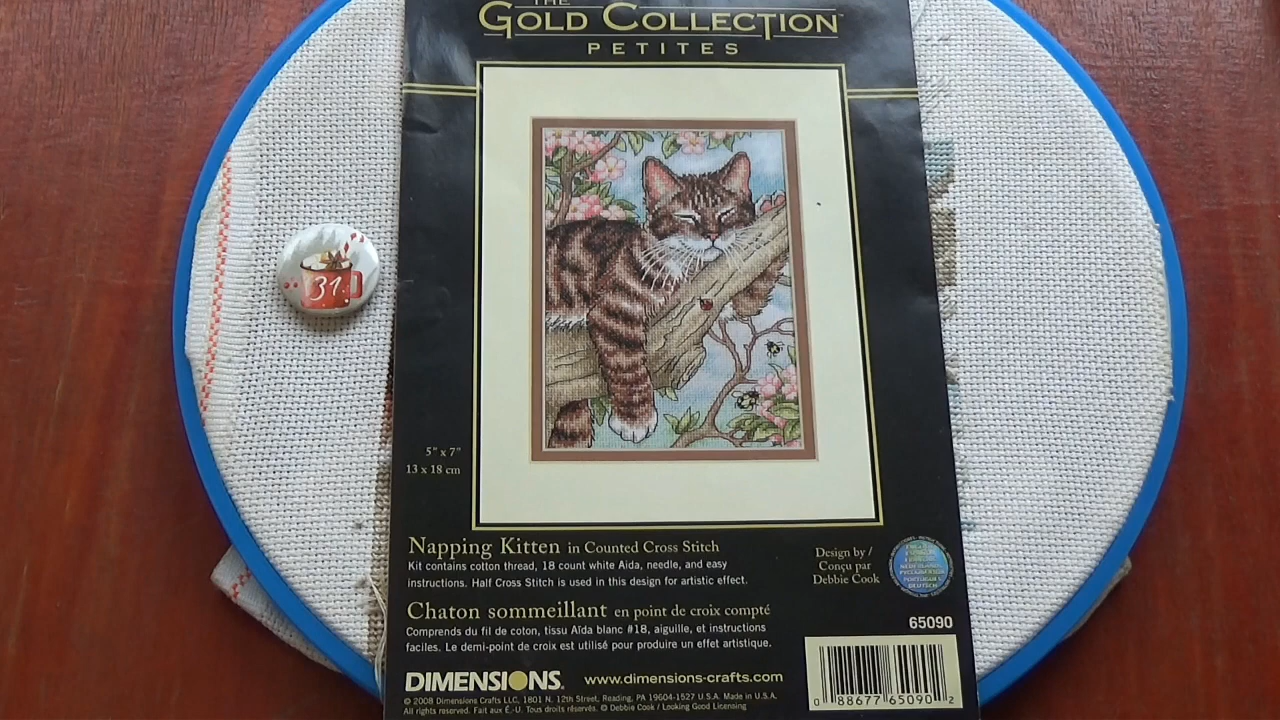 THE
GOLD COLLECTION
PETITES
31
5" x 7"
13 x 18 cm
Napping Kitten in Counted Cross Stitch
Kit contains cotton thread, 18 count white Aida, needle, and easy
instructions. Half Cross Stitch is used in this design for artistic effect.
Design by /
Conçu par
Debbie Cook
Chaton sommeillant en point de croix compté
Comprends du fil de coton, tissu Aïda blanc #18, aiguille, et instructions
faciles. Le demi-point de croix est utilisé pour produire un effet artistique.
65090
DIMENSIONS® www.dimensions-crafts.com
© 2008 Dimensions Crafts LLC, 1801 N. 12th Street, Reading, PA 19604-1527 U.S.A. Made in U.S.A.
All rights reserved. Fait aux É.-U. Tous droits réservés. © Debbie Cook / Looking Good Licensing
0 88677 65090 2